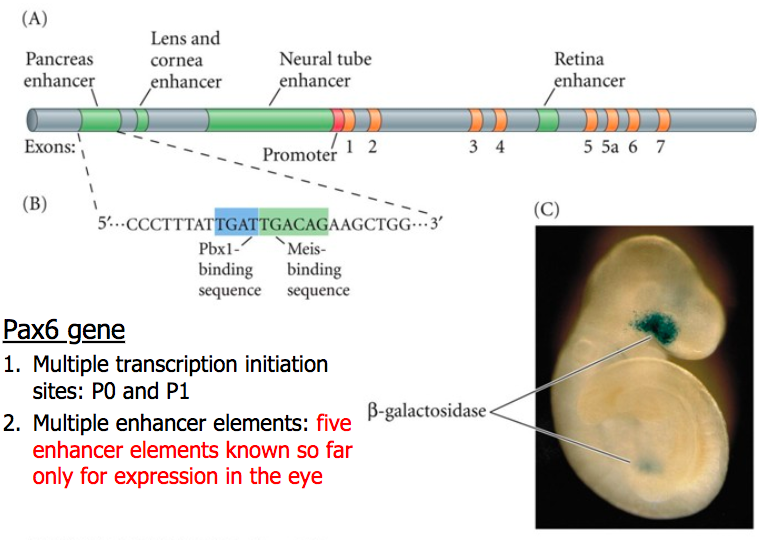 (A)
Pancreas
enhancer
Lens and
cornea
enhancer
Neural tube
enhancer
Retina
enhancer
Exons:
Promoter
1 2 3 4 5 5a 6 7
(B)
5′···CCCTTTATTGATTGACAGAAGCTGG···3′
Pbx1-
binding
sequence
Meis-
binding
sequence
(C)
β-galactosidase
Pax6 gene
1. Multiple transcription initiation
sites: P0 and P1
2. Multiple enhancer elements: five
enhancer elements known so far
only for expression in the eye